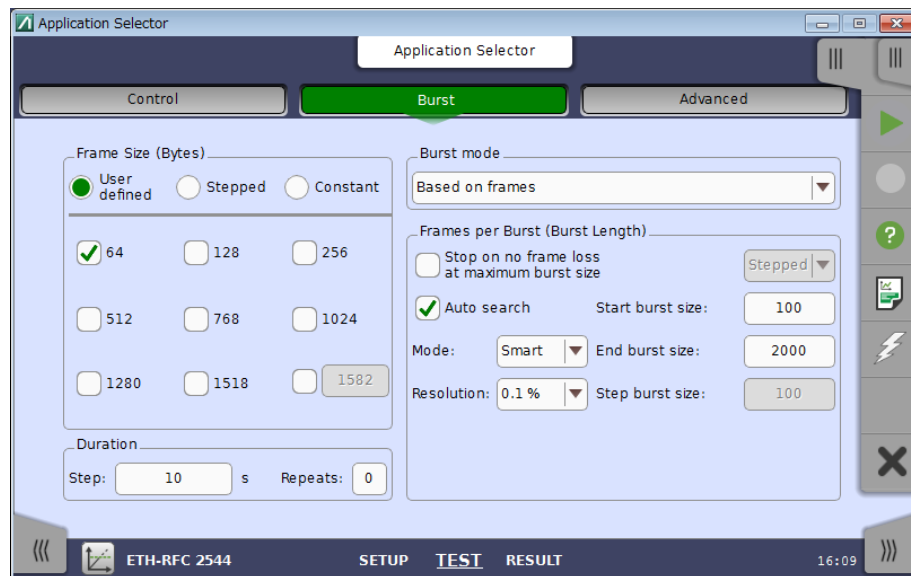 Application Selector
Application Selector
Control Burst Advanced
Frame Size (Bytes)
User defined Stepped Constant
64 128 256
512 768 1024
1280 1518 1582
Duration
Step: 10 s Repeats: 0
Burst mode
Based on frames
Frames per Burst (Burst Length)
Stop on no frame loss
at maximum burst size Stepped
Auto search Start burst size: 100
Mode: Smart End burst size: 2000
Resolution: 0.1 % Step burst size: 100
ETH-RFC 2544 SETUP TEST RESULT 16:09